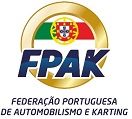 FPAK
FEDERAÇÃO PORTUGUESA
DE AUTOMOBILISMO E KARTING